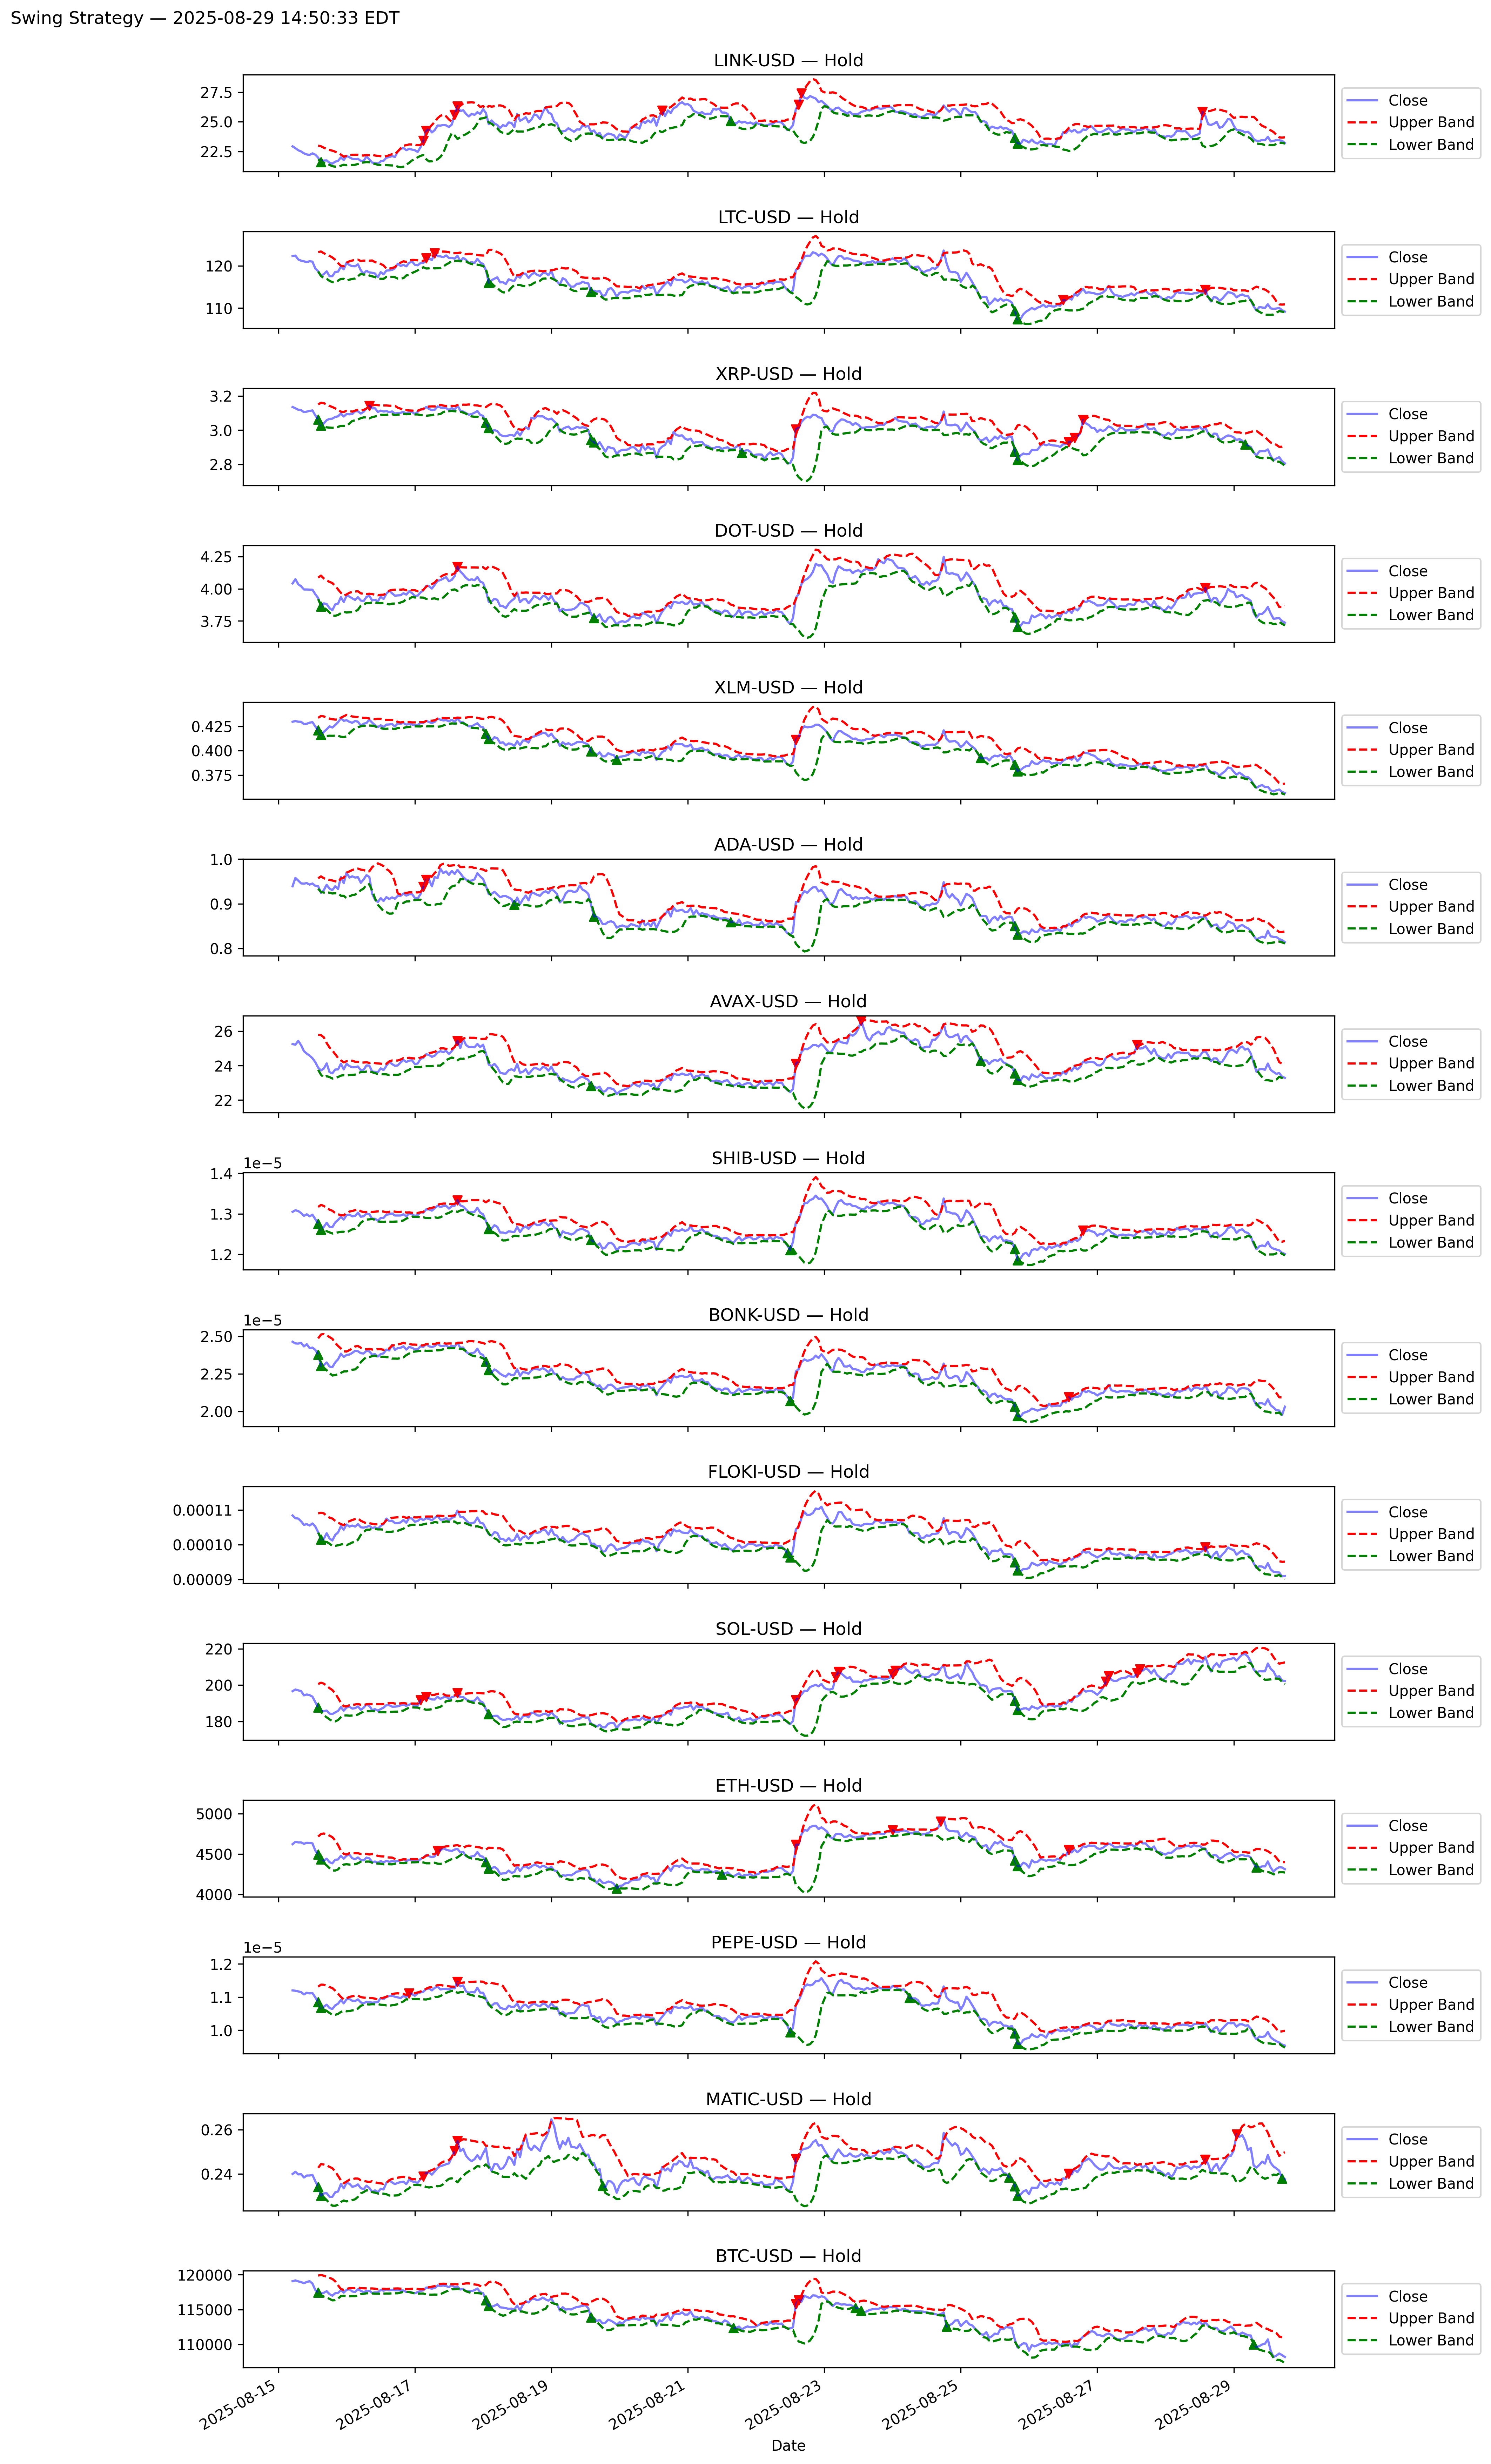 Swing Strategy — 2025-08-29 14:50:33 EDT
LINK-USD — Hold
27.5
25.0
22.5
Close
Upper Band
Lower Band
LTC-USD — Hold
120
110
Close
Upper Band
Lower Band
XRP-USD — Hold
3.2
3.0
2.8
Close
Upper Band
Lower Band
DOT-USD — Hold
4.25
4.00
3.75
Close
Upper Band
Lower Band
XLM-USD — Hold
0.425
0.400
0.375
Close
Upper Band
Lower Band
ADA-USD — Hold
1.0
0.9
0.8
Close
Upper Band
Lower Band
AVAX-USD — Hold
26
24
22
Close
Upper Band
Lower Band
SHIB-USD — Hold
1e−5
1.4
1.3
1.2
Close
Upper Band
Lower Band
BONK-USD — Hold
1e−5
2.50
2.25
2.00
Close
Upper Band
Lower Band
FLOKI-USD — Hold
0.00011
0.00010
0.00009
Close
Upper Band
Lower Band
SOL-USD — Hold
220
200
180
Close
Upper Band
Lower Band
ETH-USD — Hold
5000
4500
4000
Close
Upper Band
Lower Band
PEPE-USD — Hold
1e−5
1.2
1.1
1.0
Close
Upper Band
Lower Band
MATIC-USD — Hold
0.26
0.24
Close
Upper Band
Lower Band
BTC-USD — Hold
120000
115000
110000
Close
Upper Band
Lower Band
2025-08-15
2025-08-17
2025-08-19
2025-08-21
2025-08-23
2025-08-25
2025-08-27
2025-08-29
Date